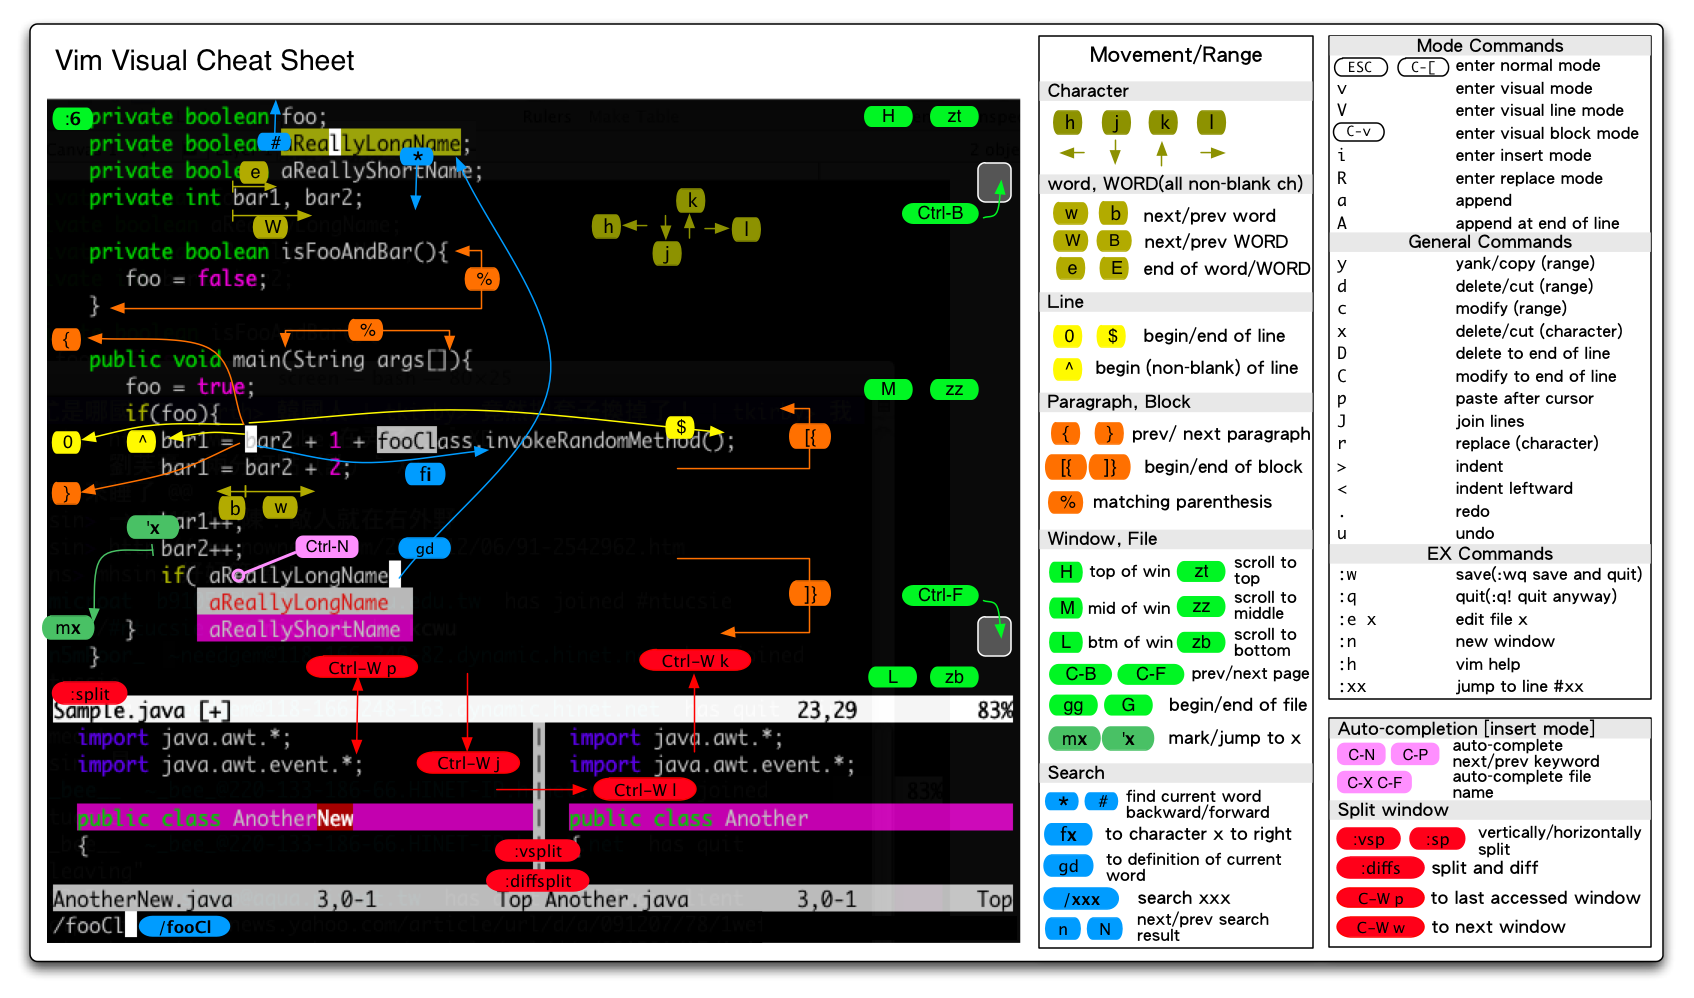 Vim Visual Cheat Sheet
:6 private boolean foo;
private boolea # aReallyLongName;
*
private boole e aReallyShortName;
private int bar1, bar2;
W
k
h l
j
private boolean isFooAndBar(){
foo = false;
%
}
{ %
public void main(String args[]){
foo = true;
if(foo){
0 ^ bar1 = bar2 + 1 + fooClass.invokeRandomMethod();
$ [{
bar1 = bar2 + 2;
fi
}
b w
bar1++;
'x
bar2++;
Ctrl-N gd
if( aReallyLongName
aReallyLongName
]}
mx } aReallyShortName
}
H zt
Ctrl-B
M zz
Ctrl-F
L zb
Ctrl-W p Ctrl-W k
:split
Sample.java [+] 23,29 83%
import java.awt.*; import java.awt.*;
import java.awt.event.*; import java.awt.event.*;
Ctrl-W j
Ctrl-W l
public class AnotherNew public class Another
{ {
:vsplit
:diffsplit
AnotherNew.java 3,0-1 Top Another.java 3,0-1 Top
/fooCl /fooCl
Movement/Range
Character
h j k l
word, WORD(all non-blank ch)
w b next/prev word
W B next/prev WORD
e E end of word/WORD
Line
0 $ begin/end of line
^ begin (non-blank) of line
Paragraph, Block
{ } prev/ next paragraph
[{ ]} begin/end of block
% matching parenthesis
Window, File
H top of win zt scroll to top
M mid of win zz scroll to middle
L btm of win zb scroll to bottom
C-B C-F prev/next page
gg G begin/end of file
mx 'x mark/jump to x
Search
* # find current word
backward/forward
fx to character x to right
gd to definition of current
word
/xxx search xxx
n N next/prev search
result
Mode Commands
ESC C-[ enter normal mode
v enter visual mode
V enter visual line mode
C-v enter visual block mode
i enter insert mode
R enter replace mode
a append
A append at end of line
General Commands
y yank/copy (range)
d delete/cut (range)
c modify (range)
x delete/cut (character)
D delete to end of line
C modify to end of line
p paste after cursor
J join lines
r replace (character)
> indent
< indent leftward
. redo
u undo
EX Commands
:w save(:wq save and quit)
:q quit(:q! quit anyway)
:e x edit file x
:n new window
:h vim help
:xx jump to line #xx
Auto-completion [insert mode]
C-N C-P auto-complete
next/prev keyword
C-X C-F auto-complete file
name
Split window
:vsp :sp vertically/horizontally
split
:diffs split and diff
C-W p to last accessed window
C-W w to next window